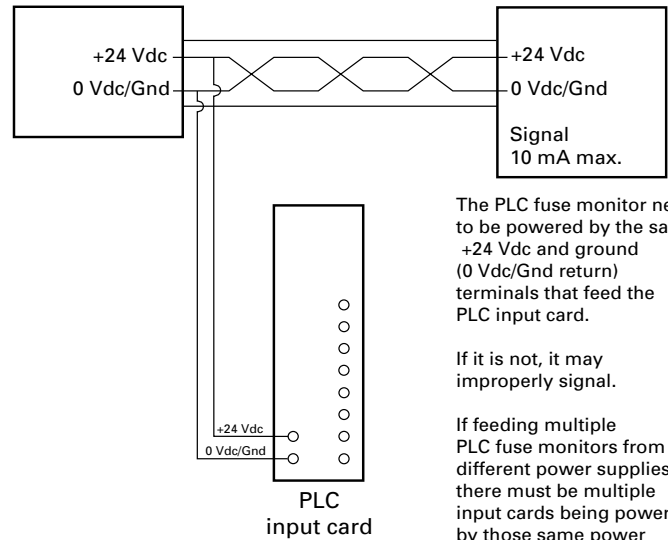 +24 Vdc
0 Vdc/Gnd
+24 Vdc
0 Vdc/Gnd
Signal
10 mA max.
The PLC fuse monitor
to be powered by the
+24 Vdc and ground
(0 Vdc/Gnd return)
terminals that feed the
PLC input card.
If it is not, it may
improperly signal.
If feeding multiple
PLC fuse monitors from
different power supplies
there must be multiple
input cards being
by those same power
+24 Vdc
0 Vdc/Gnd
PLC
input card